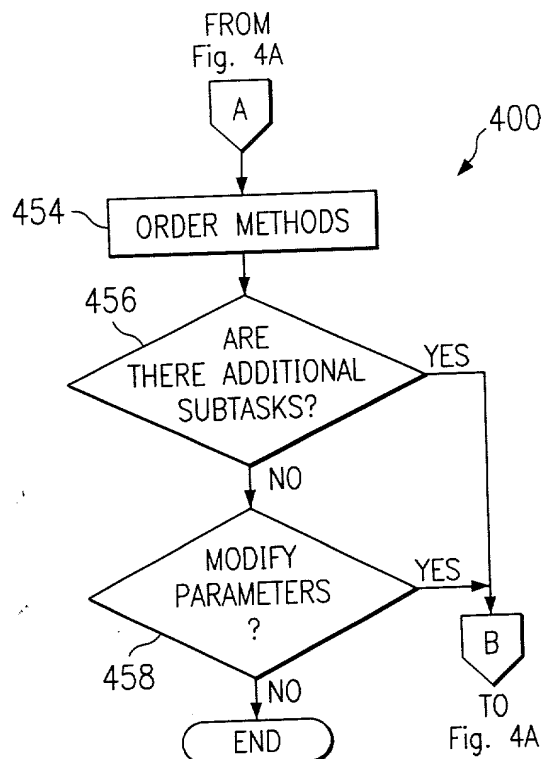 FROM
Fig. 4A
A
400
454
ORDER METHODS
456
ARE
THERE ADDITIONAL
SUBTASKS?
YES
NO
MODIFY
PARAMETERS
?
YES
458
NO
B
TO
Fig. 4A
END